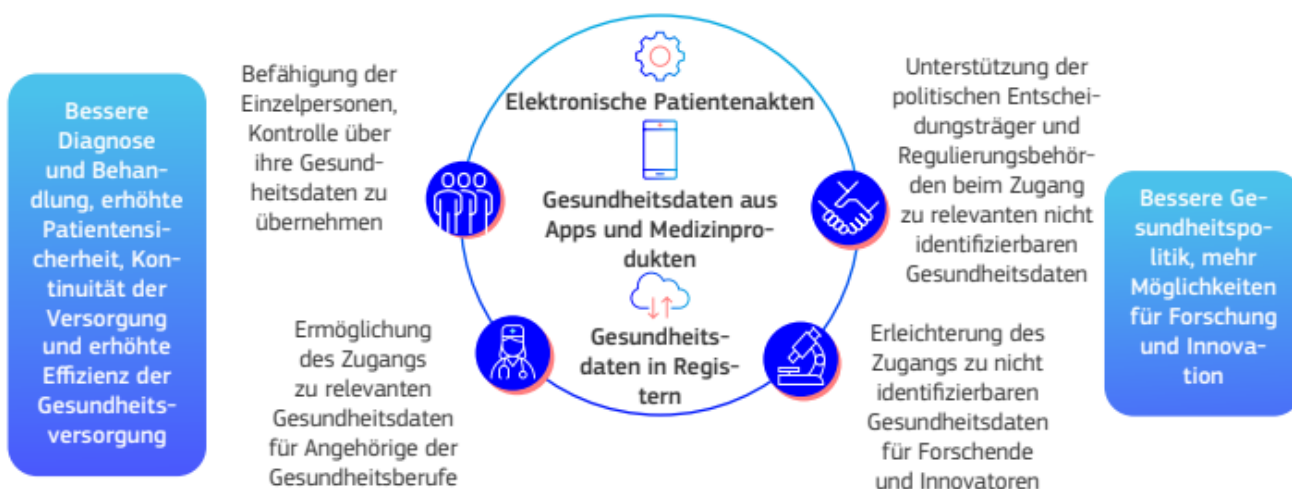 Bessere
Diagnose
und Behan-
dlung, erhöhte
Patientensi-
cherheit, Kon-
tinuität der
Versorgung
und erhöhte
Effizienz der
Gesundheits-
versorgung
Befähigung der
Einzelpersonen,
Kontrolle über
ihre Gesund-
heitsdaten zu
übernehmen
Ermöglichung
des Zugangs
zu relevanten
Gesundheitsdaten
für Angehörige der
Gesundheitsberufe
Elektronische Patientenakten
Gesundheitsdaten aus
Apps und Medizinpro-
dukten
Gesundheits-
daten in Regis-
tern
Unterstützung der
politischen Entschei-
dungsträger und
Regulierungsbehör-
den beim Zugang
zu relevanten nicht
identifizierbaren
Gesundheitsdaten
Erleichterung des
Zugangs zu nicht
identifizierbaren
Gesundheitsdaten
für Forschende
und Innovatoren
Bessere Ge-
sundheitspo-
litik, mehr
Möglichkeiten
für Forschung
und Innova-
tion